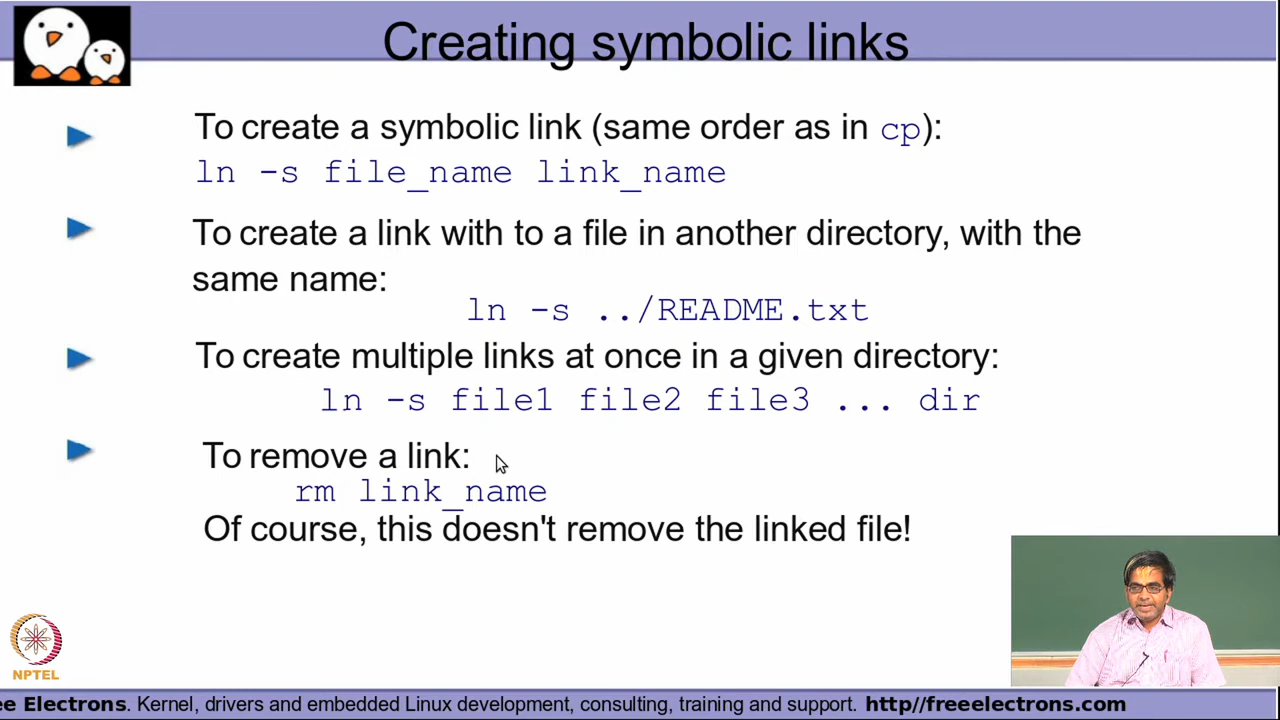 Creating symbolic links
To create a symbolic link (same order as in cp):
ln -s file_name link_name
To create a link with to a file in another directory, with the
same name:
ln -s ../README.txt
To create multiple links at once in a given directory:
ln -s file1 file2 file3 ... dir
To remove a link:
rm link_name
Of course, this doesn't remove the linked file!
NPTEL
ee Electrons. Kernel, drivers and embedded Linux development, consulting, training and support. http//freeelectrons.com